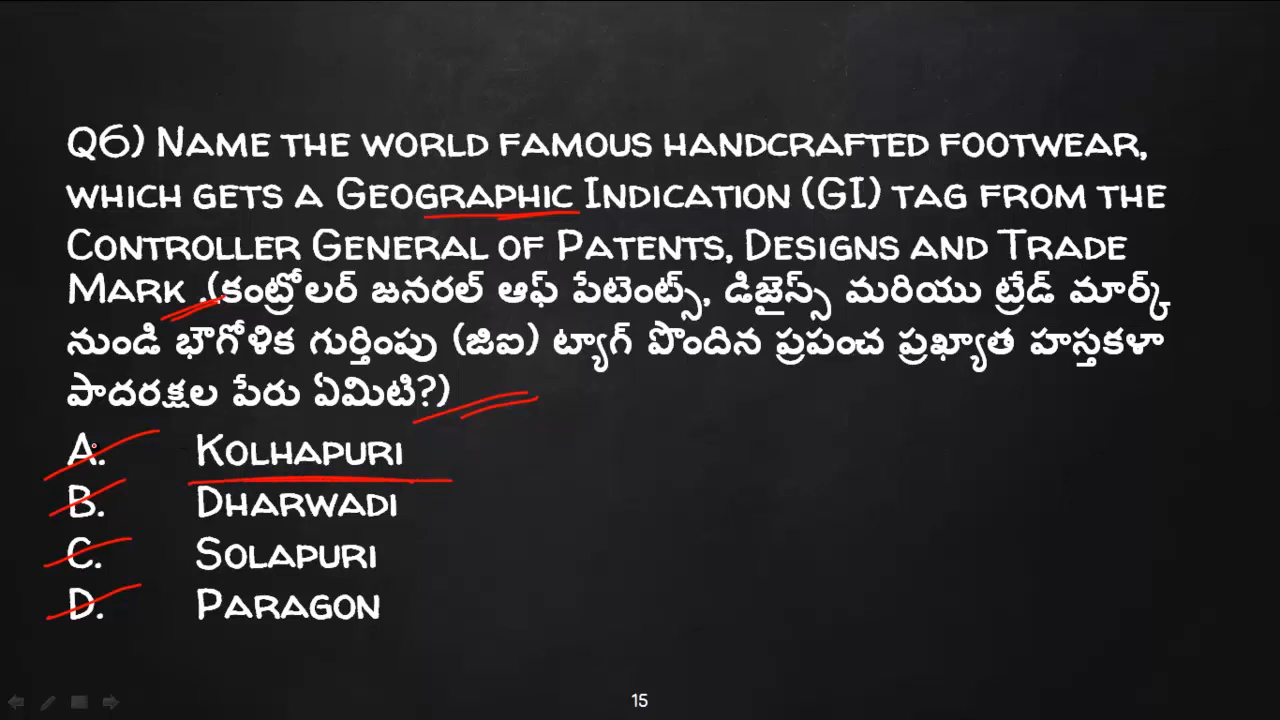 Q6) Name the world famous handcrafted footwear,
which gets a Geographic Indication (GI) tag from the
Controller General of Patents, Designs and Trade
Mark .(కంట్రోలర్ జనరల్ ఆఫ్ పేటెంట్స్, డిజైన్స్ మరియు ట్రేడ్ మార్క్
నుండి భౌగోళిక గుర్తింపు (జిఐ) ట్యాగ్ పొందిన ప్రపంచ ప్రఖ్యాత హస్తకళా
పాదరక్షల పేరు ఏమిటి?)
A. Kolhapuri
B. Dharwadi
C. Solapuri
D. Paragon
15